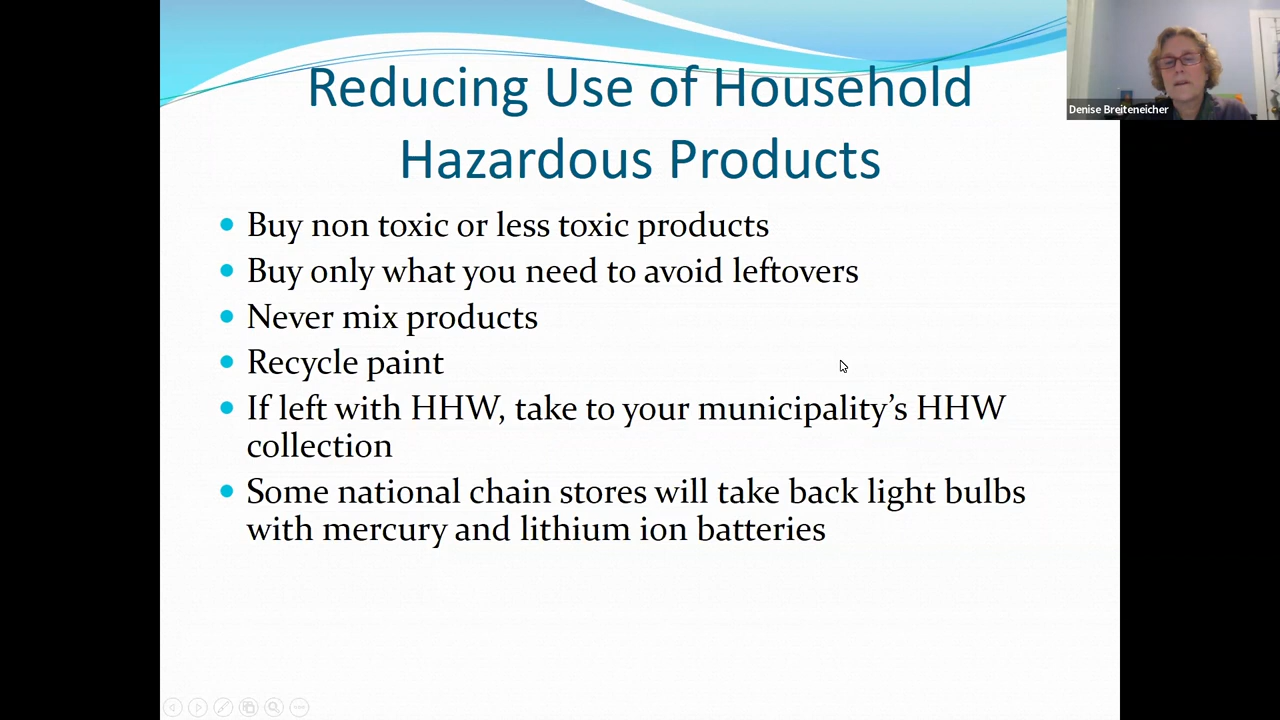 Reducing Use of Household
Hazardous Products
Denise Breiteneicher
• Buy non toxic or less toxic products
• Buy only what you need to avoid leftovers
• Never mix products
• Recycle paint
• If left with HHW, take to your municipality’s HHW
collection
• Some national chain stores will take back light bulbs
with mercury and lithium ion batteries